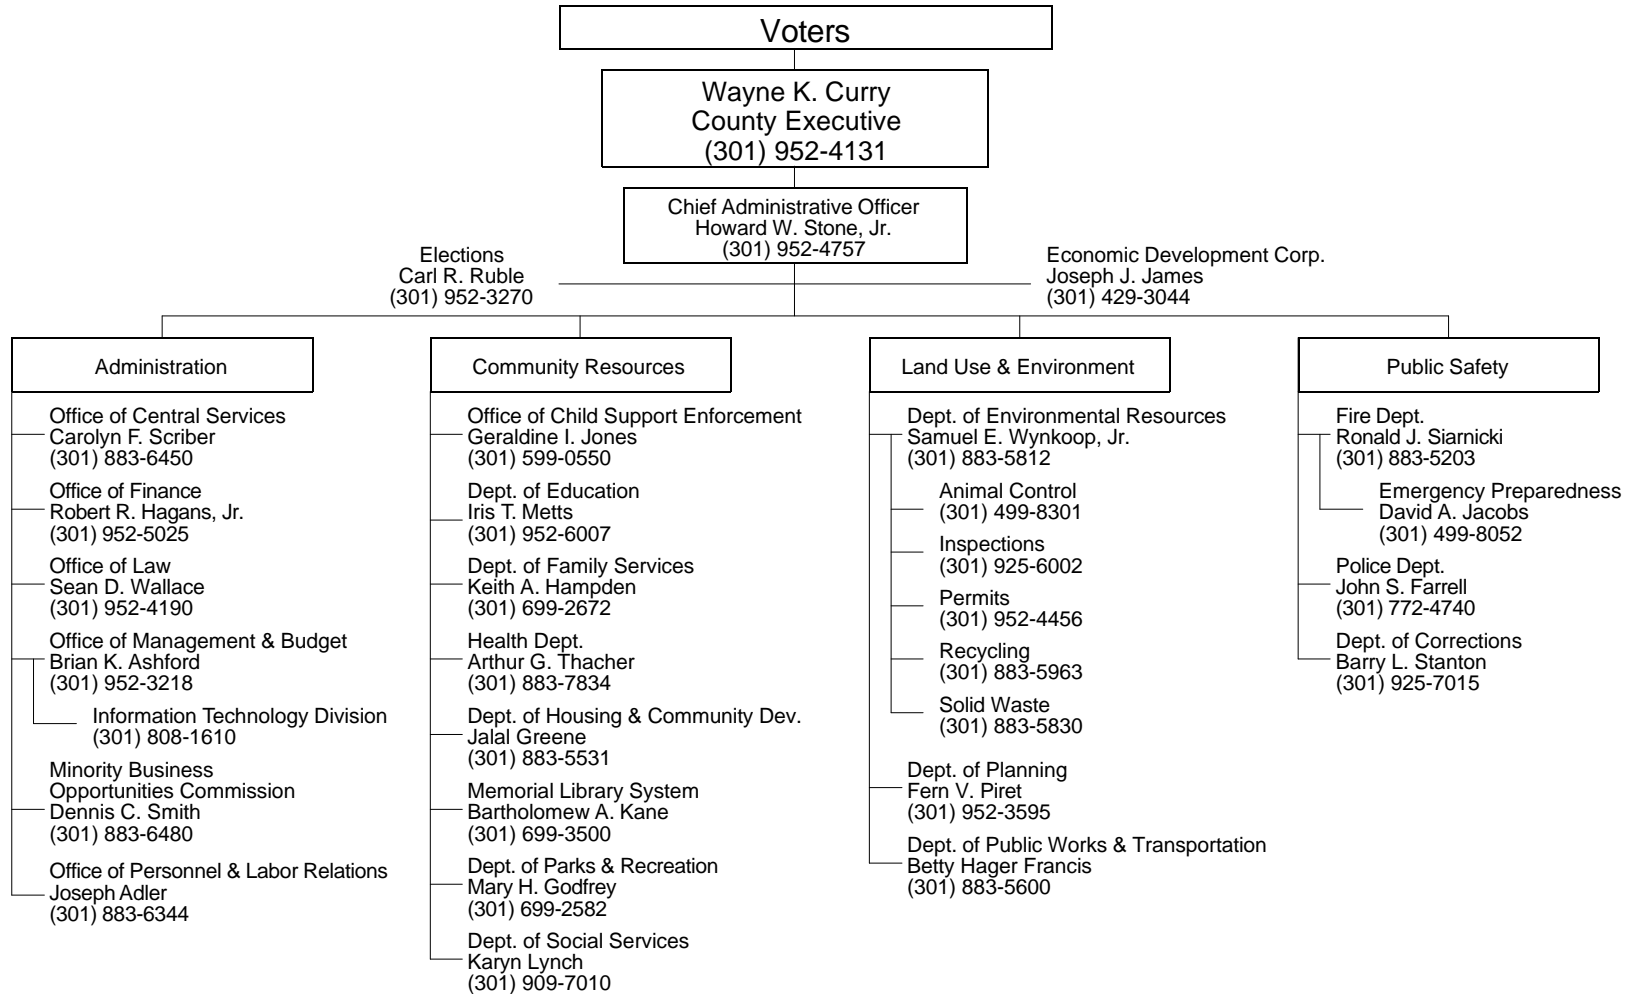 Voters
Wayne K. Curry
County Executive
(301) 952-4131
Chief Administrative Officer
Howard W. Stone, Jr.
(301) 952-4757
Elections
Carl R. Ruble
(301) 952-3270
Economic Development Corp.
Joseph J. James
(301) 429-3044
Administration
Office of Central Services
Carolyn F. Scriber
(301) 883-6450
Office of Finance
Robert R. Hagans, Jr.
(301) 952-5025
Office of Law
Sean D. Wallace
(301) 952-4190
Office of Management & Budget
Brian K. Ashford
(301) 952-3218
Information Technology Division
(301) 808-1610
Minority Business
Opportunities Commission
Dennis C. Smith
(301) 883-6480
Office of Personnel & Labor Relations
Joseph Adler
(301) 883-6344
Community Resources
Office of Child Support Enforcement
Geraldine I. Jones
(301) 599-0550
Dept. of Education
Iris T. Metts
(301) 952-6007
Dept. of Family Services
Keith A. Hampden
(301) 699-2672
Health Dept.
Arthur G. Thacher
(301) 883-7834
Dept. of Housing & Community Dev.
Jalal Greene
(301) 883-5531
Memorial Library System
Bartholomew A. Kane
(301) 699-3500
Dept. of Parks & Recreation
Mary H. Godfrey
(301) 699-2582
Dept. of Social Services
Karyn Lynch
(301) 909-7010
Land Use & Environment
Dept. of Environmental Resources
Samuel E. Wynkoop, Jr.
(301) 883-5812
Animal Control
(301) 499-8301
Inspections
(301) 925-6002
Permits
(301) 952-4456
Recycling
(301) 883-5963
Solid Waste
(301) 883-5830
Dept. of Planning
Fern V. Piret
(301) 952-3595
Dept. of Public Works & Transportation
Betty Hager Francis
(301) 883-5600
Public Safety
Fire Dept.
Ronald J. Siarnicki
(301) 883-5203
Emergency Preparedness
David A. Jacobs
(301) 499-8052
Police Dept.
John S. Farrell
(301) 772-4740
Dept. of Corrections
Barry L. Stanton
(301) 925-7015